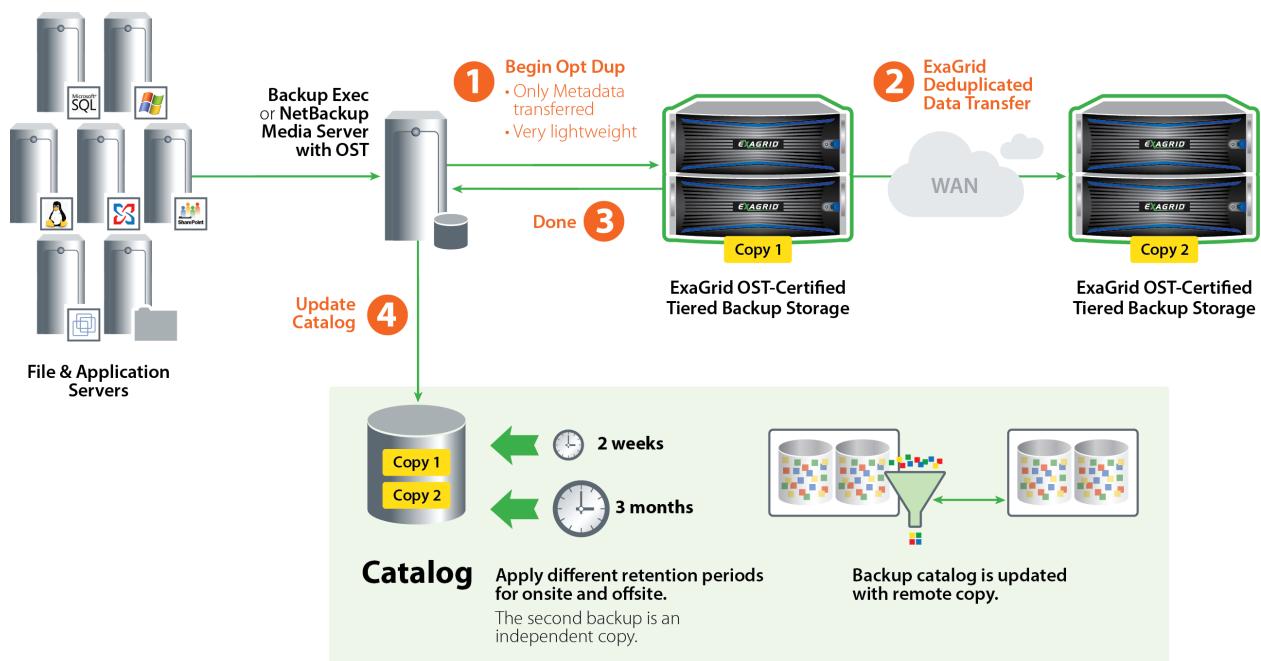 Microsoft
SQL
Microsoft
SharePoint
File & Application
Servers
Backup Exec
or NetBackup
Media Server
with OST
1
Begin Opt Dup
• Only Metadata
transferred
• Very lightweight
Done 3
EXAGRID
EXAGRID
Copy 1
ExaGrid OST-Certified
Tiered Backup Storage
2
ExaGrid
Deduplicated
Data Transfer
WAN
EXAGRID
EXAGRID
Copy 2
ExaGrid OST-Certified
Tiered Backup Storage
Update
Catalog
4
Copy 1
Copy 2
2 weeks
3 months
Catalog
Apply different retention periods
for onsite and offsite.
The second backup is an
independent copy.
Backup catalog is updated
with remote copy.